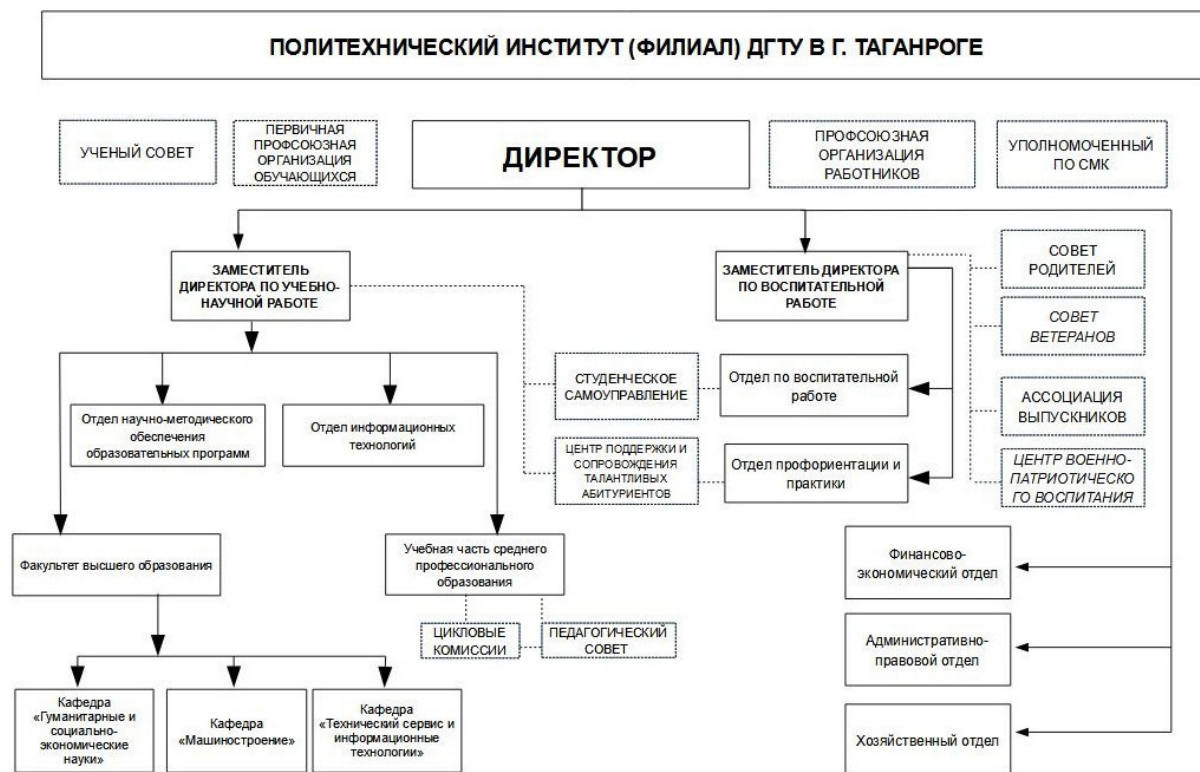 ПОЛИТЕХНИЧЕСКИЙ ИНСТИТУТ (ФИЛИАЛ) ДГТУ В Г. ТАГАНРОГЕ
УЧЕНЫЙ СОВЕТ
ПЕРВИЧНАЯ
ПРОФСОЮЗНАЯ
ОРГАНИЗАЦИЯ
ОБУЧАЮЩИХСЯ
ДИРЕКТОР
ПРОФСОЮЗНАЯ
ОРГАНИЗАЦИЯ
РАБОТНИКОВ
УПОЛНОМОЧЕННЫЙ
ПО СМК
ЗАМЕСТИТЕЛЬ
ДИРЕКТОРА ПО УЧЕБНО-
НАУЧНОЙ РАБОТЕ
ЗАМЕСТИТЕЛЬ ДИРЕКТОРА
ПО ВОСПИТАТЕЛЬНОЙ
РАБОТЕ
СОВЕТ
РОДИТЕЛЕЙ
СОВЕТ
ВЕТЕРАНОВ
СТУДЕНЧЕСКОЕ
САМОУПРАВЛЕНИЕ
Отдел по воспитательной
работе
АССОЦИАЦИЯ
ВЫПУСКНИКОВ
Отдел научно-методического
обеспечения
образовательных программ
Отдел информационных
технологий
ЦЕНТР ПОДДЕРЖКИ И
СОПРОВОЖДЕНИЯ
ТАЛАНТЛИВЫХ
АБИТУРИЕНТОВ
Отдел профориентации и
практики
ЦЕНТР ВОЕННО-
ПАТРИОТИЧЕСКО
ГО ВОСПИТАНИЯ
Факультет высшего образования
Учебная часть среднего
профессионального
образования
Финансово-
экономический отдел
ЦИКЛОВЫЕ
КОМИССИИ
ПЕДАГОГИЧЕСКИЙ
СОВЕТ
Административно-
правовой отдел
Кафедра
«Гуманитарные и
социально-
экономические
науки»
Кафедра
«Машиностроение»
Кафедра
«Технический сервис и
информационные
технологии»
Хозяйственный отдел